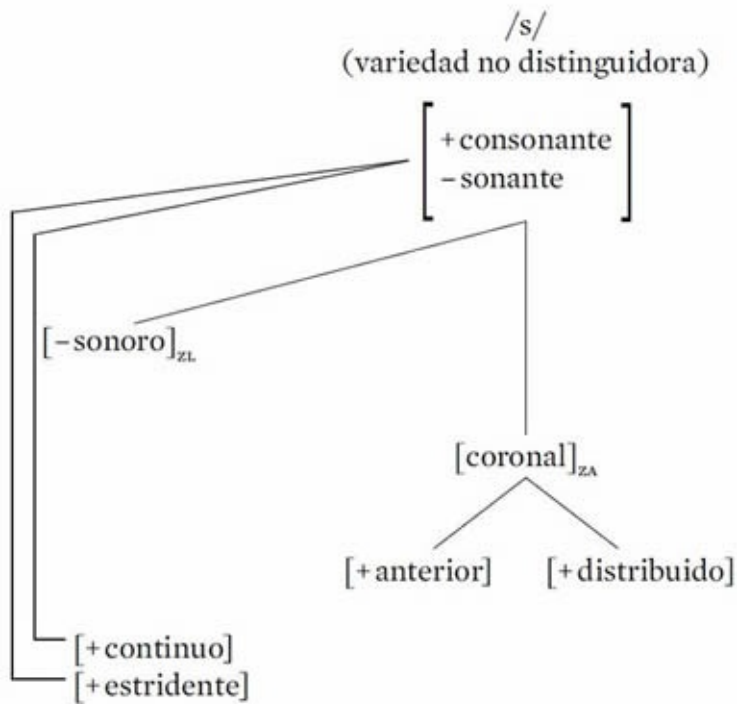 /s/
(variedad no distinguidora)
+consonante
−sonante
[−sonoro]ZL
[coronal]ZA
[+anterior] [+distribuido]
[+continuo]
[+estridente]